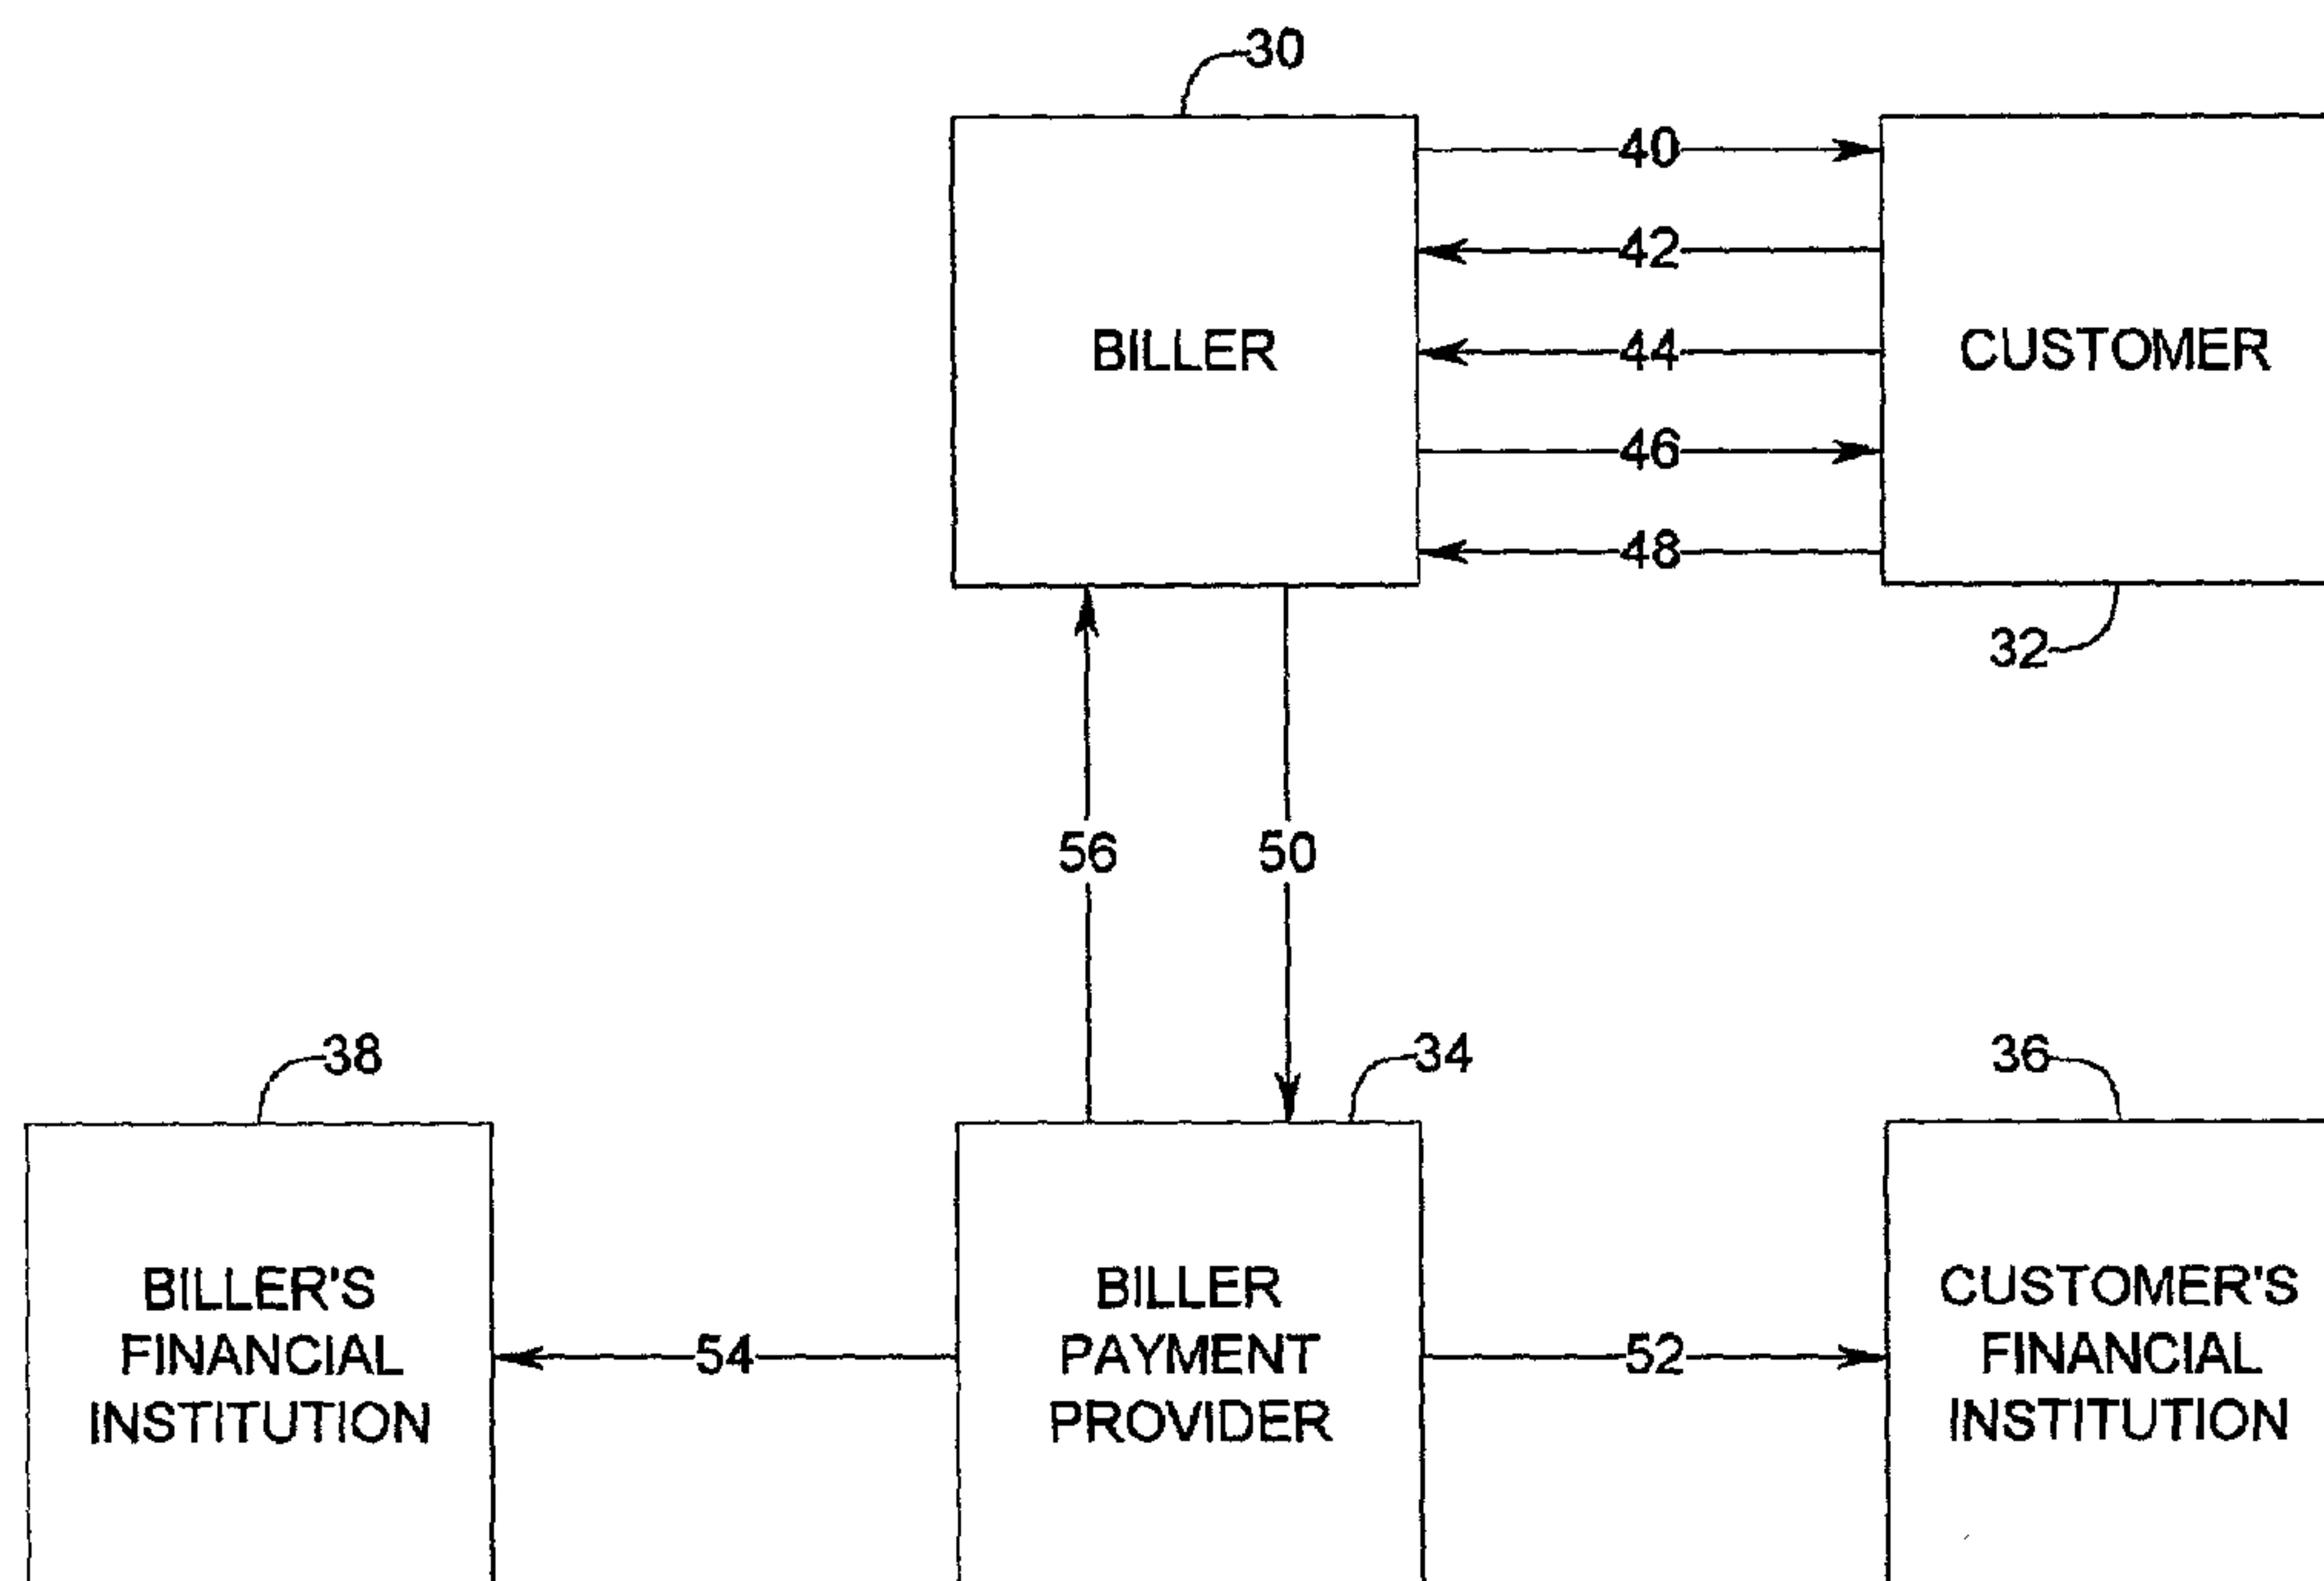 30
40
42
BILLER
44
CUSTOMER
46
48
32
56
50
38
34
36
BILLER'S
FINANCIAL
INSTITUTION
54
BILLER
PAYMENT
PROVIDER
52
CUSTOMER'S
FINANCIAL
INSTITUTION